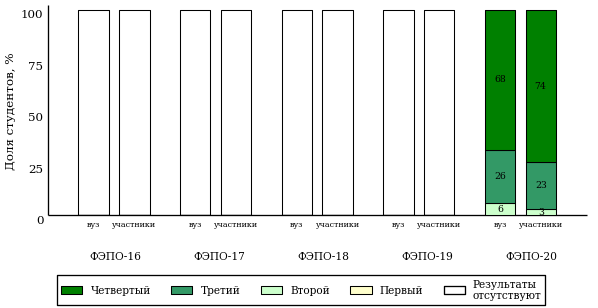 100
75
50
25
0
Доля студентов, %
68
26
6
74
23
3
вуз участники вуз участники вуз участники вуз участники вуз участники
ФЭПО-16 ФЭПО-17 ФЭПО-18 ФЭПО-19 ФЭПО-20
Четвертый Третий Второй Первый Результаты
отсутствуют